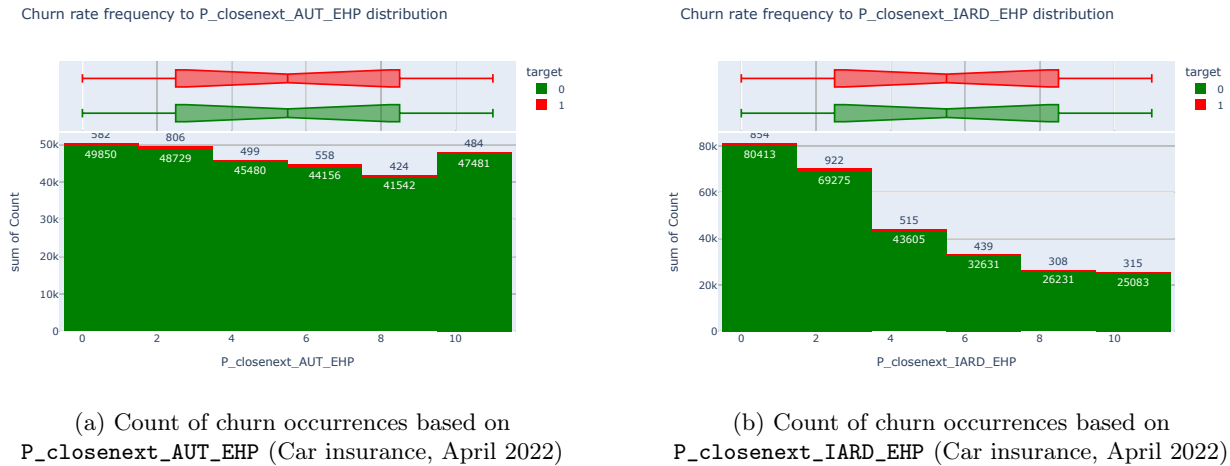 Churn rate frequency to P_closenext_AUT_EHP distribution
target
0
1
582
806
499
558
424
484
49850
48729
45480
44156
41542
47481
50k
40k
30k
20k
10k
0
sum of Count
0
2
4
6
8
10
P_closenext_AUT_EHP
(a) Count of churn occurrences based on
P_closenext_AUT_EHP (Car insurance, April 2022)
Churn rate frequency to P_closenext_IARD_EHP distribution
target
0
1
854
922
515
439
308
315
80413
69275
43605
32631
26231
25083
80k
60k
40k
20k
0
sum of Count
0
2
4
6
8
10
P_closenext_IARD_EHP
(b) Count of churn occurrences based on
P_closenext_IARD_EHP (Car insurance, April 2022)